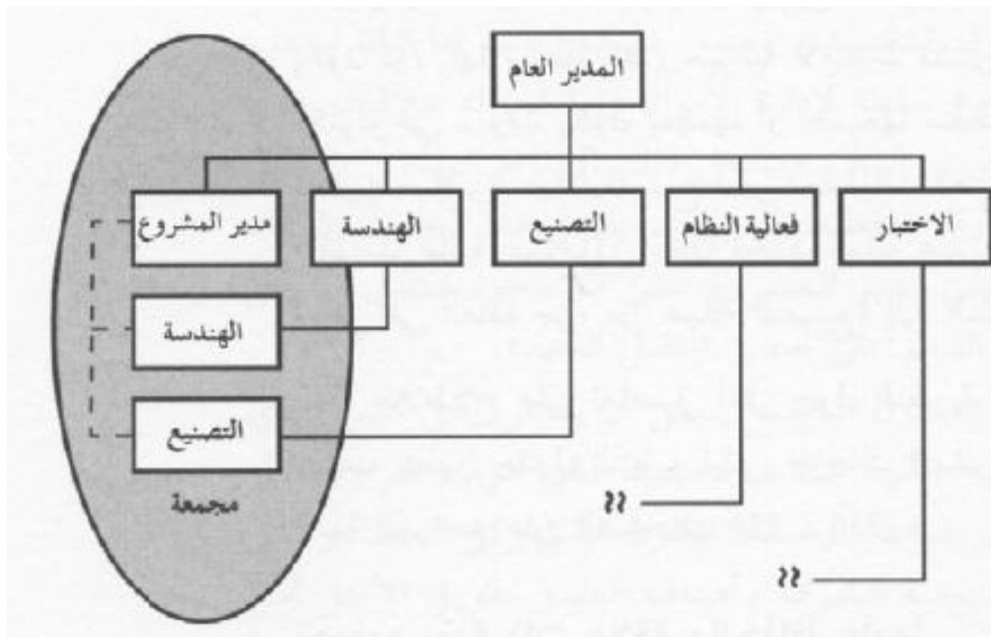 المدير العام
الاختبار
فعالية النظام
التصنيع
الهندسة
مدير المشروع
الهندسة
التصنيع
مجمعة